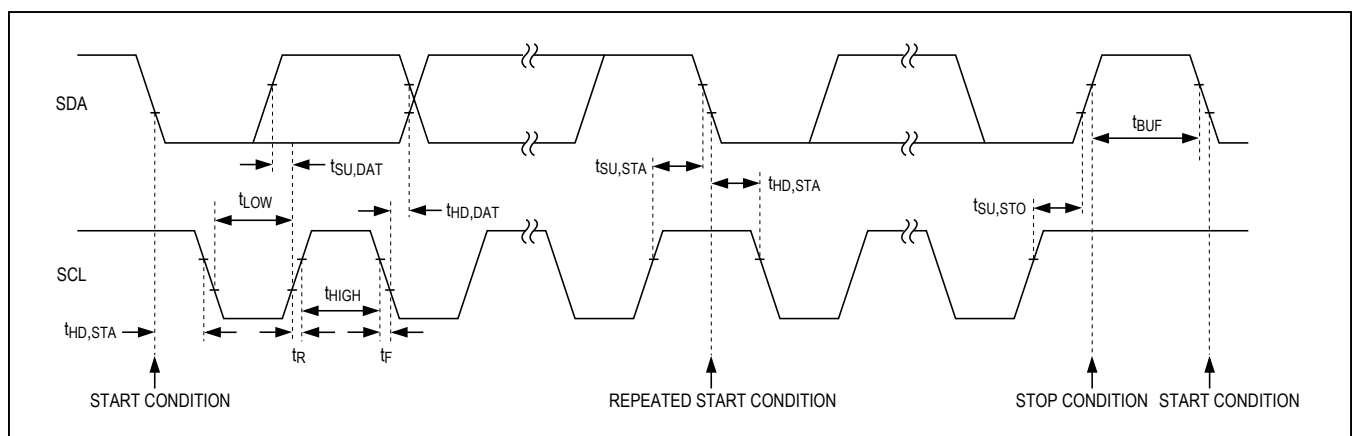 SDA
tSU,DAT
tLOW
tHD,DAT
tSU,STA
tHD,STA
tBUF
tSU,STO
SCL
tHIGH
tHD,STA
tR
tF
START CONDITION
REPEATED START CONDITION
STOP CONDITION
START CONDITION